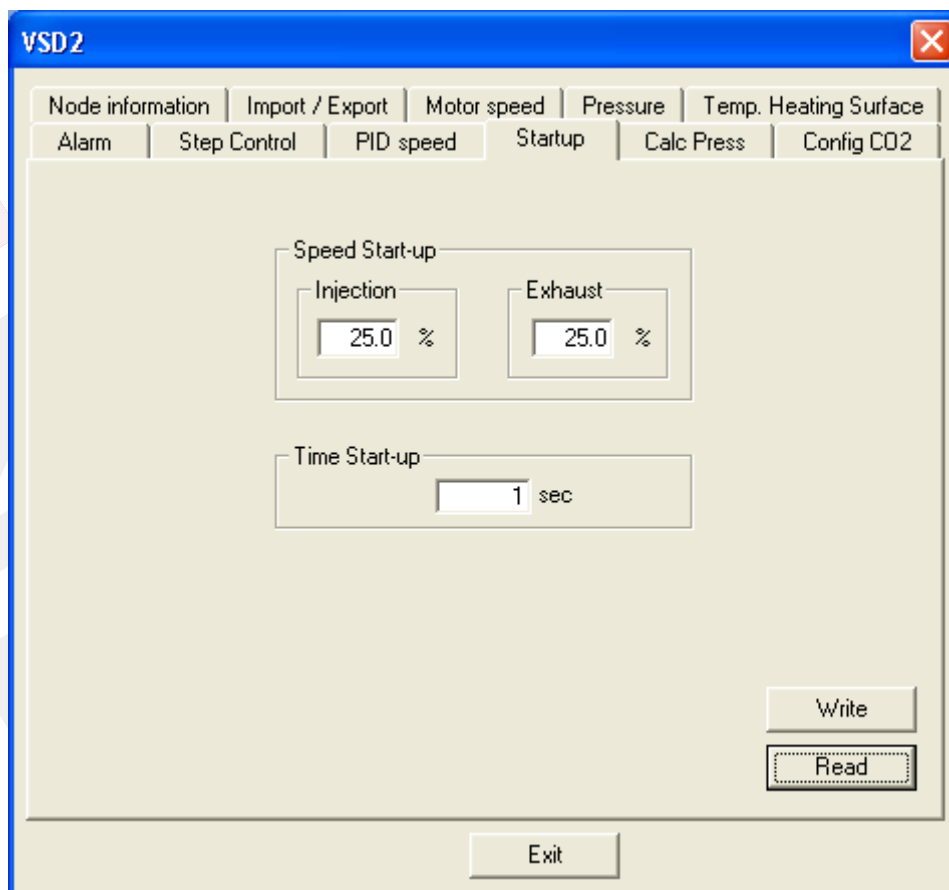 VSD2
Node information Import / Export Motor speed Pressure Temp. Heating Surface
Alarm Step Control PID speed Startup Calc Press Config CO2
Speed Start-up
Injection Exhaust
25.0 % 25.0 %
Time Start-up
1 sec
Write
Read
Exit